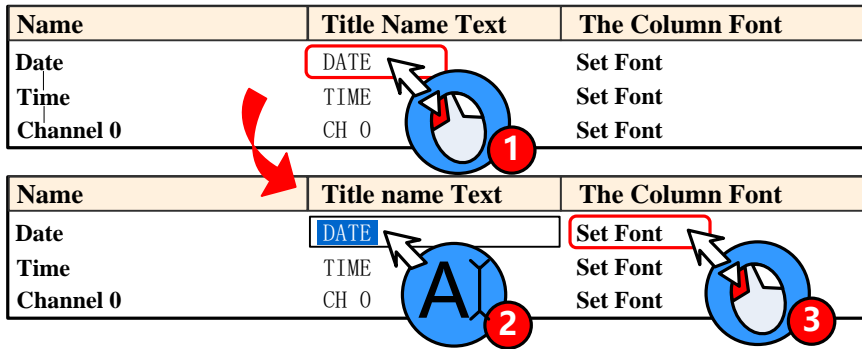 Name Title Name Text The Column Font
Date DATE Set Font
Time TIME Set Font
Channel 0 CH 0 Set Font
1
Name Title name Text The Column Font
Date DATE Set Font
Time TIME Set Font
Channel 0 CH 0 Set Font
A
2
3